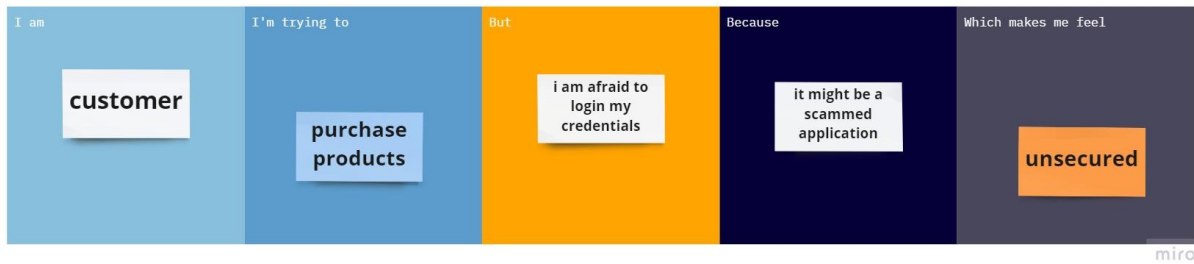 I am
customer
I'm trying to
purchase
products
But
i am afraid to
login my
credentials
Because
it might be a
scammed
application
Which makes me feel
unsecured
miro